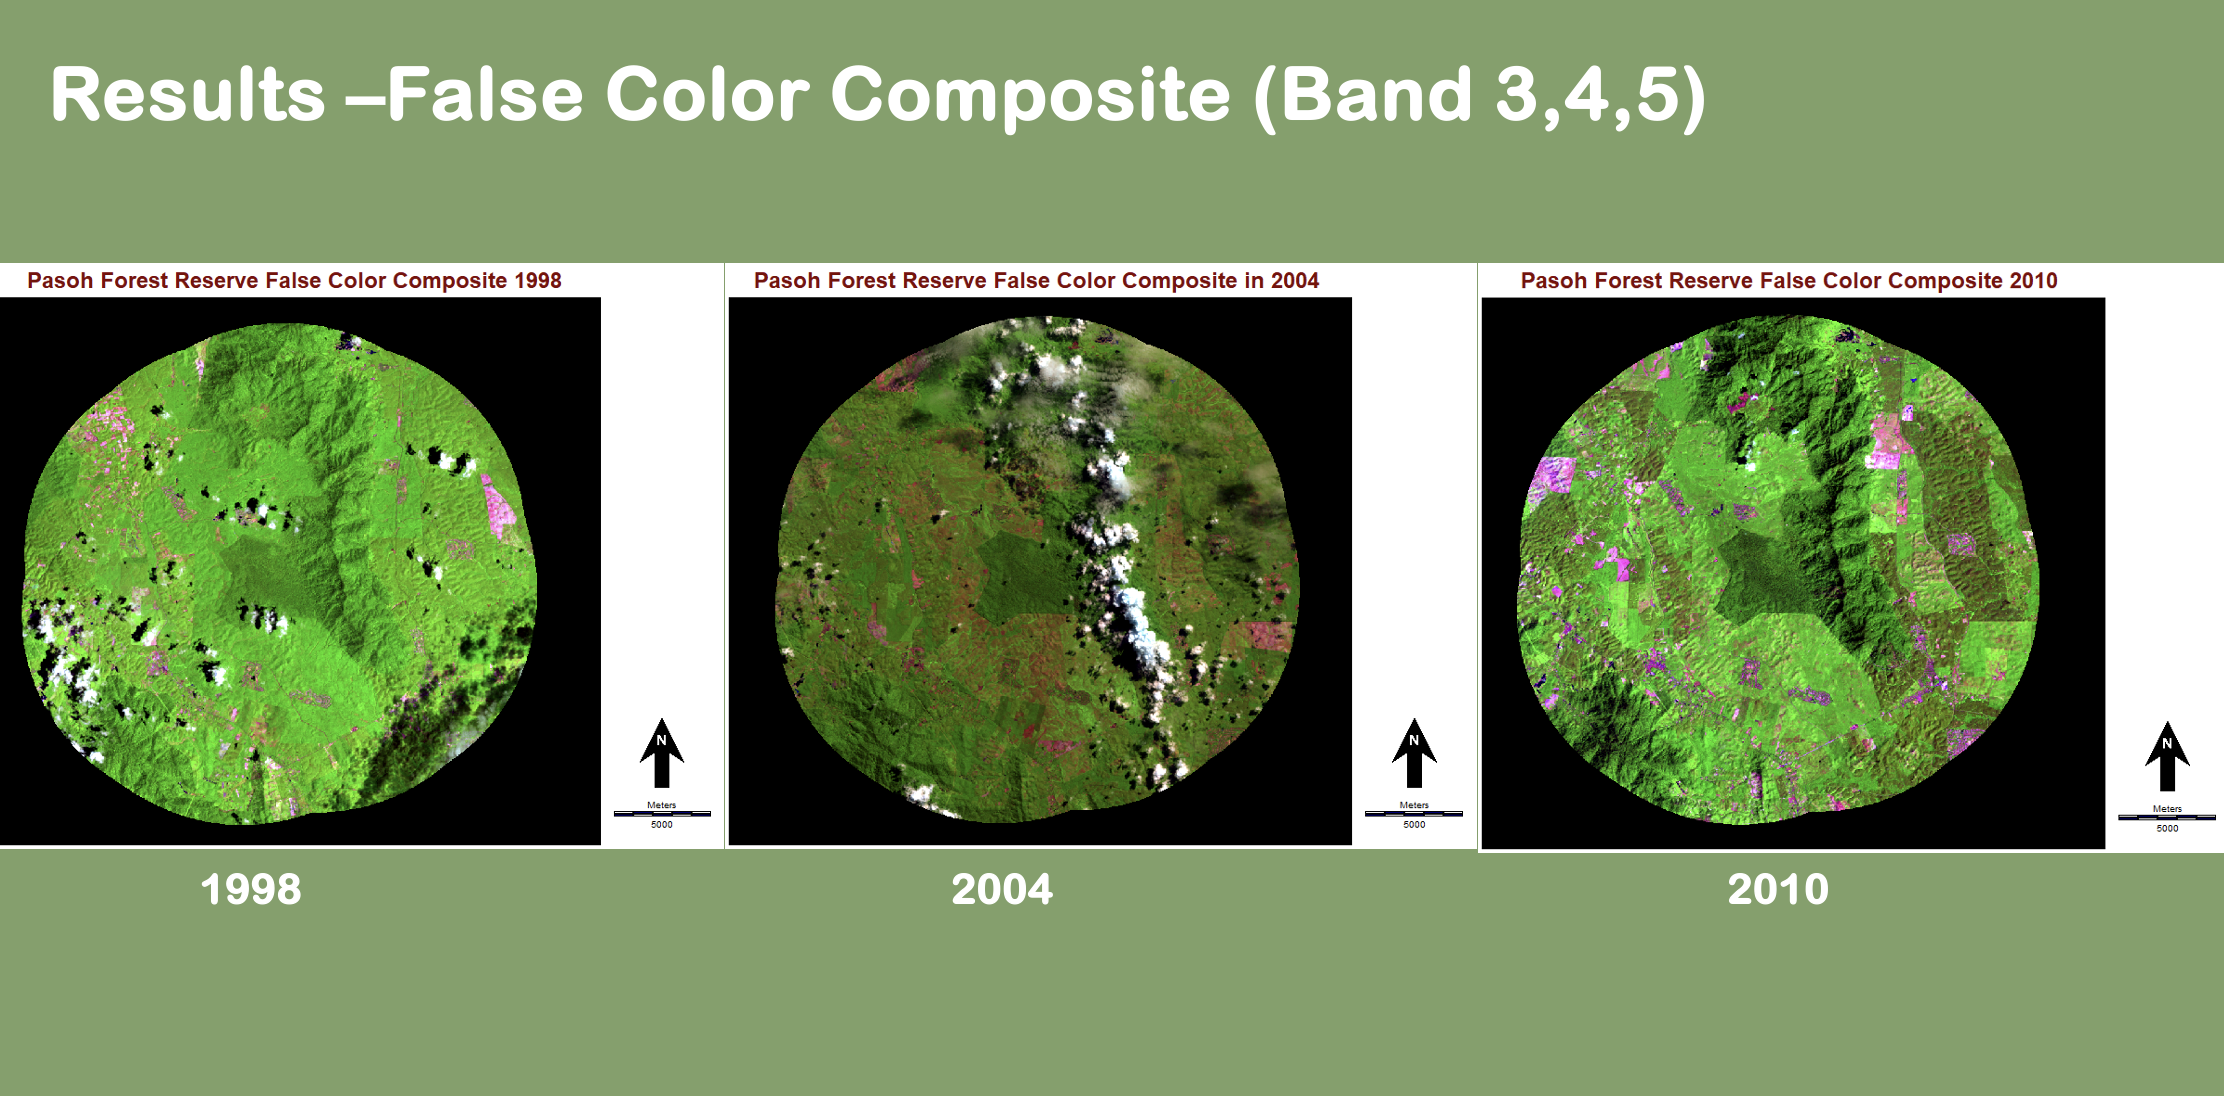 Results –False Color Composite (Band 3,4,5)
Pasoh Forest Reserve False Color Composite 1998
N
Meters
5000
Pasoh Forest Reserve False Color Composite in 2004
N
Meters
5000
Pasoh Forest Reserve False Color Composite 2010
N
Meters
5000
1998
2004
2010